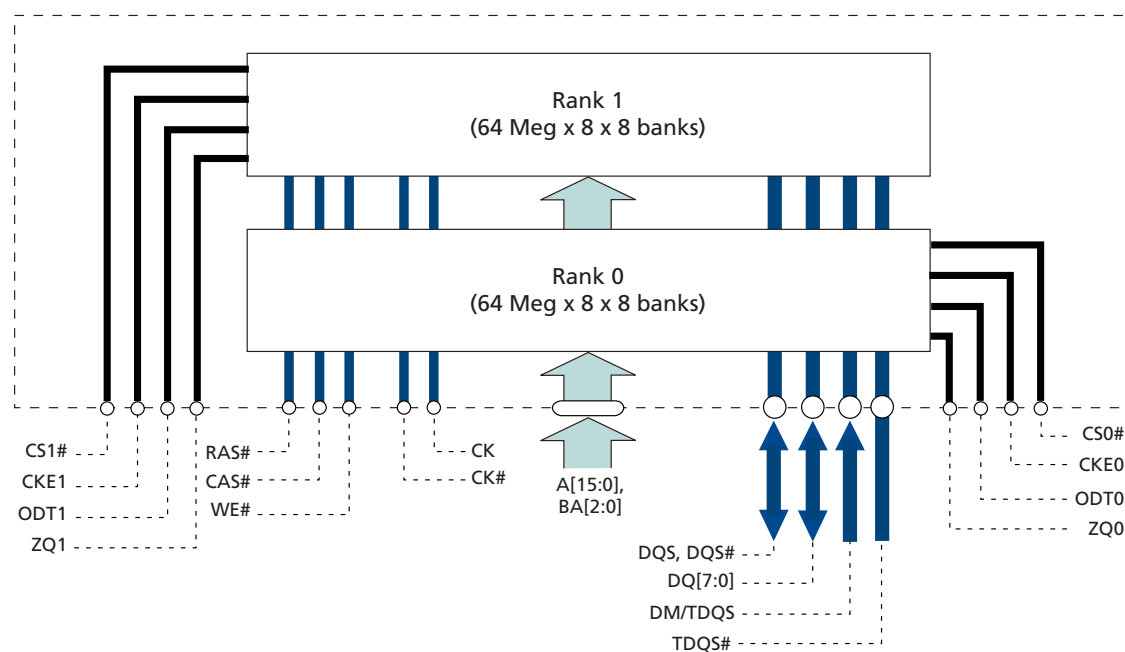 Rank 1
(64 Meg x 8 x 8 banks)
Rank 0
(64 Meg x 8 x 8 banks)
CS1#
CKE1
ODT1
ZQ1
RAS#
CAS#
WE#
CK
CK#
A[15:0],
BA[2:0]
DQS, DQS#
DQ[7:0]
DM/TDQS
TDQS#
CS0#
CKE0
ODT0
ZQ0